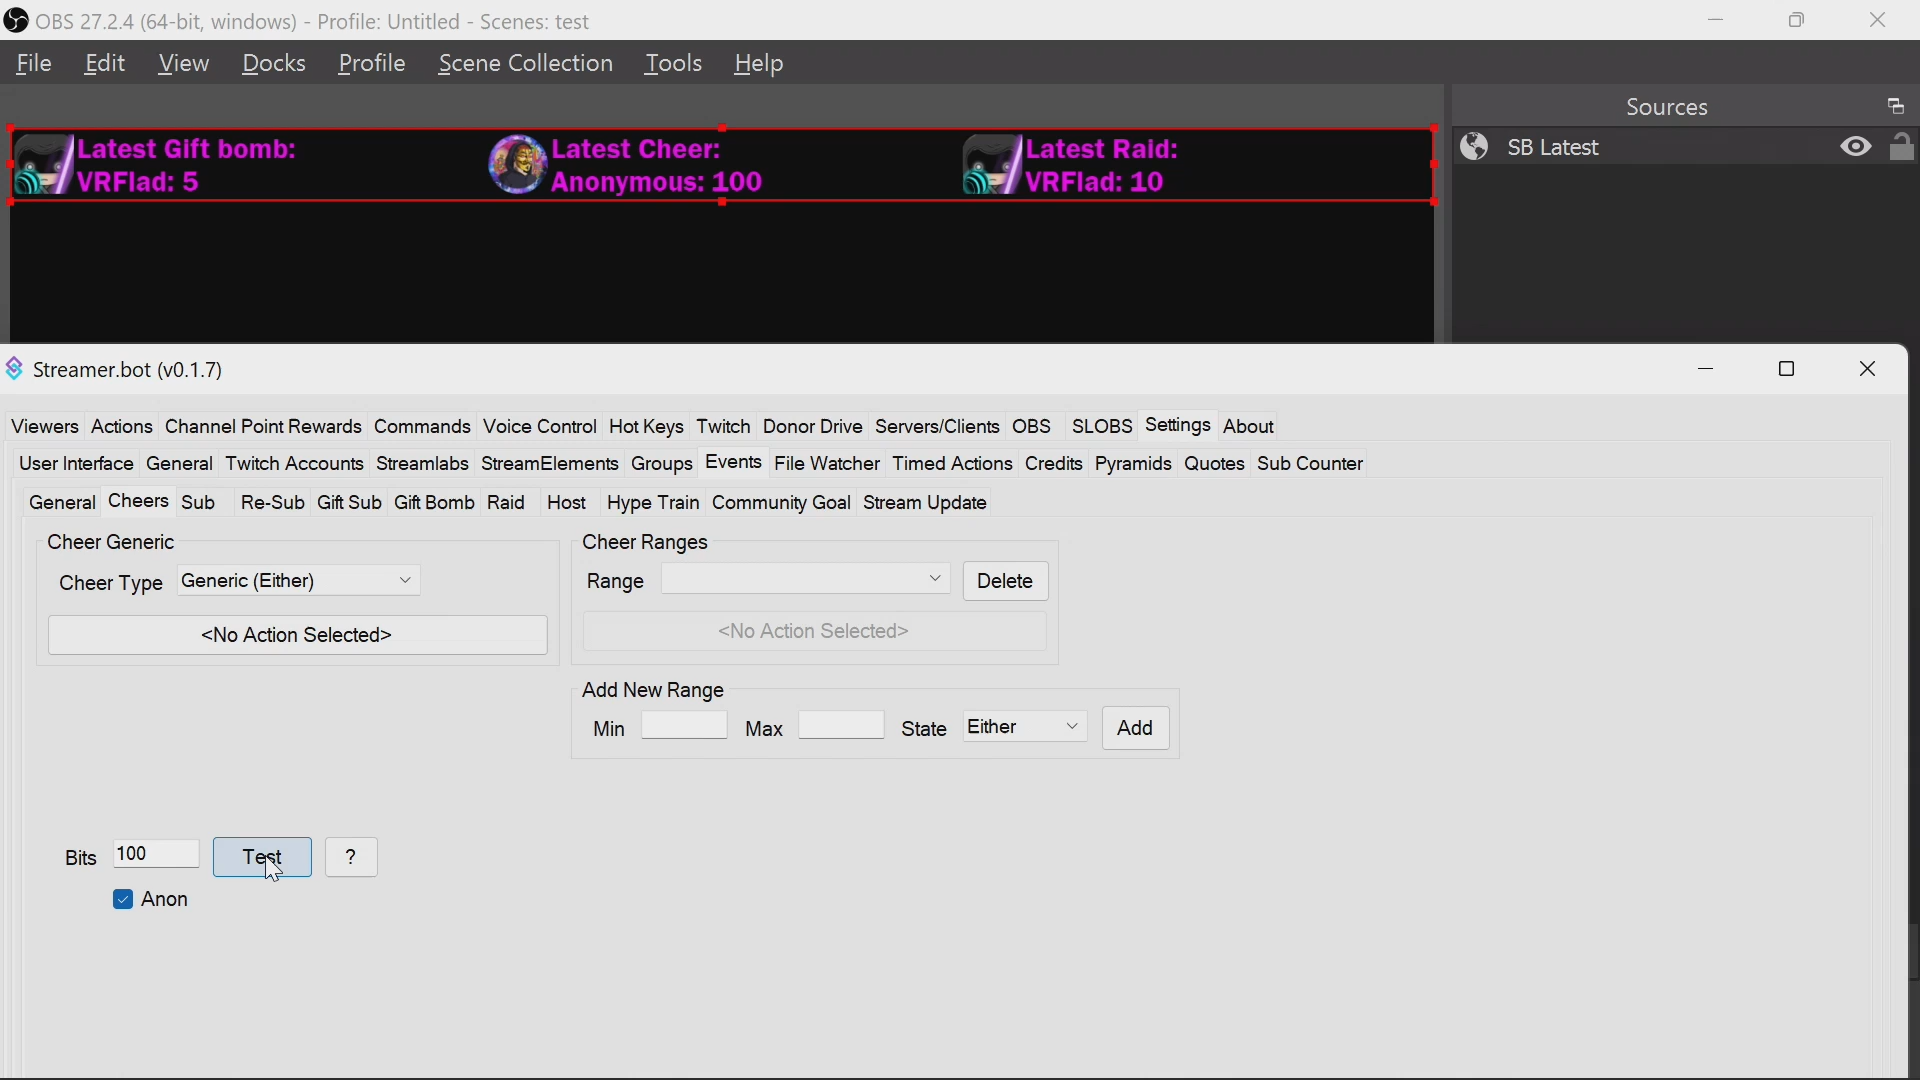 OBS 27.2.4 (64-bit, windows) - Profile: Untitled - Scenes: test
File Edit View Docks Profile Scene Collection Tools Help
Sources
SB Latest
Latest Gift bomb:
VRFlad: 5
Latest Cheer:
Anonymous: 100
Latest Raid:
VRFlad: 10
Streamer.bot (v0.1.7)
Viewers Actions Channel Point Rewards Commands Voice Control Hot Keys Twitch Donor Drive Servers/Clients OBS SLOBS Settings About
User Interface General Twitch Accounts Streamlabs StreamElements Groups Events File Watcher Timed Actions Credits Pyramids Quotes Sub Counter
General Cheers Sub Re-Sub Gift Sub Gift Bomb Raid Host Hype Train Community Goal Stream Update
Cheer Generic
Cheer Type Generic (Either)
<No Action Selected>
Cheer Ranges
Range Delete
<No Action Selected>
Add New Range
Min Max State Either Add
Bits 100 Test ?
Anon